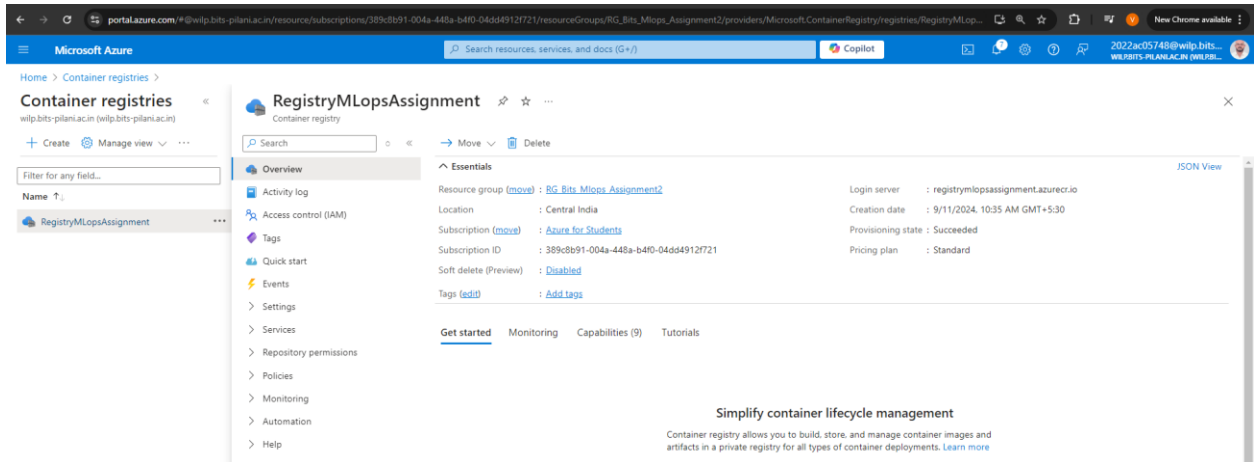 portal.azure.com/#@wilp.bits-pilani.ac.in/resource/subscriptions/389c8b91-004a-448a-b4f0-04dd4912f721/resourceGroups/RG_Bits_Mlops_Assignment2/providers/Microsoft.ContainerRegistry/registries/RegistryMLop...
New Chrome available
Microsoft Azure
Search resources, services, and docs (G+/)
Copilot
7
2022ac05748@wilp.bits...
WILP.BITS-PILANI.AC.IN (WILP.BI...
Home > Container registries >
Container registries
wilp.bits-pilani.ac.in (wilp.bits-pilani.ac.in)
+ Create Manage view ...
Filter for any field...
Name ↑↓
RegistryMLopsAssignment ...
RegistryMLopsAssignment ...
Container registry
Search
Overview
Activity log
Access control (IAM)
Tags
Quick start
Events
Settings
Services
Repository permissions
Policies
Monitoring
Automation
Help
Move Delete
Essentials
JSON View
Resource group (move) : RG_Bits_Mlops_Assignment2
Location : Central India
Subscription (move) : Azure for Students
Subscription ID : 389c8b91-004a-448a-b4f0-04dd4912f721
Soft delete (Preview) : Disabled
Tags (edit) : Add tags
Login server : registrymlopsassignment.azurecr.io
Creation date : 9/11/2024, 10:35 AM GMT+5:30
Provisioning state : Succeeded
Pricing plan : Standard
Get started Monitoring Capabilities (9) Tutorials
Simplify container lifecycle management
Container registry allows you to build, store, and manage container images and
artifacts in a private registry for all types of container deployments. Learn more